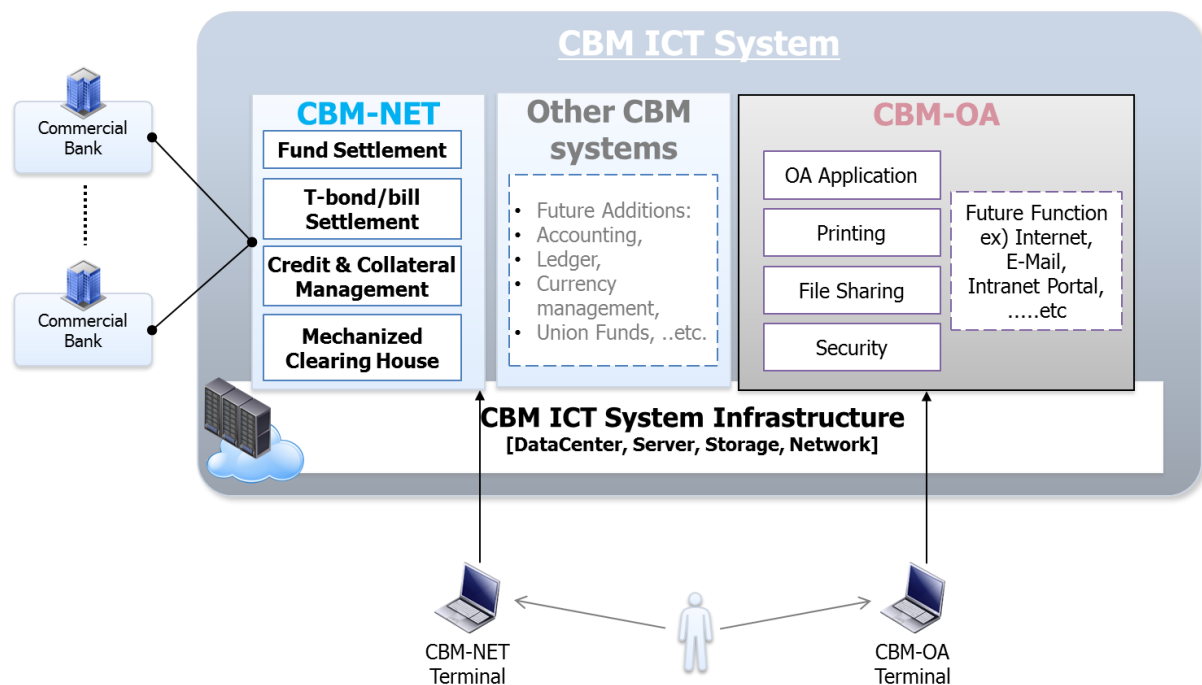 CBM ICT System
Commercial
Bank
Commercial
Bank
CBM-NET
Fund Settlement
T-bond/bill
Settlement
Credit & Collateral
Management
Mechanized
Clearing House
Other CBM
systems
• Future Additions:
• Accounting,
• Ledger,
• Currency
management,
• Union Funds, ..etc.
CBM-OA
OA Application
Printing
File Sharing
Security
Future Function
ex) Internet,
E-Mail,
Intranet Portal,
.....etc
CBM ICT System Infrastructure
[DataCenter, Server, Storage, Network]
CBM-NET
Terminal
CBM-OA
Terminal